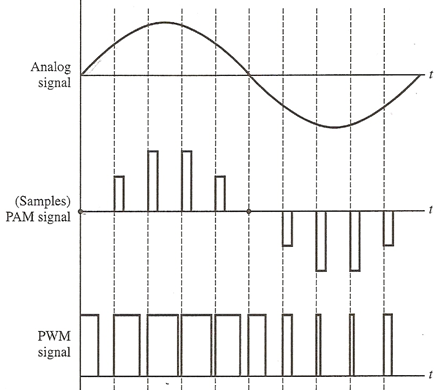 Analog
signal
t
(Samples)
PAM signal
t
PWM
signal
t